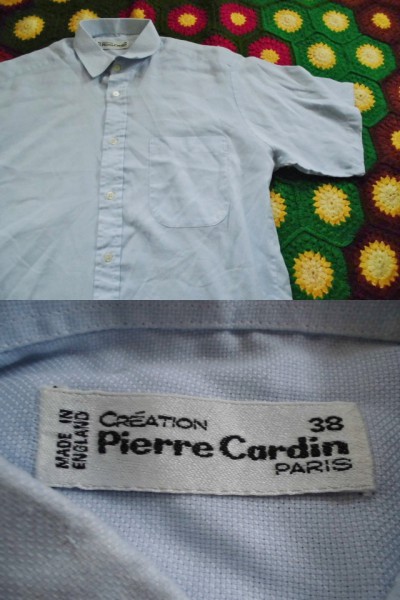 MADE IN
ENGLAND
CRÉATION 38
Pierre Cardin
PARIS